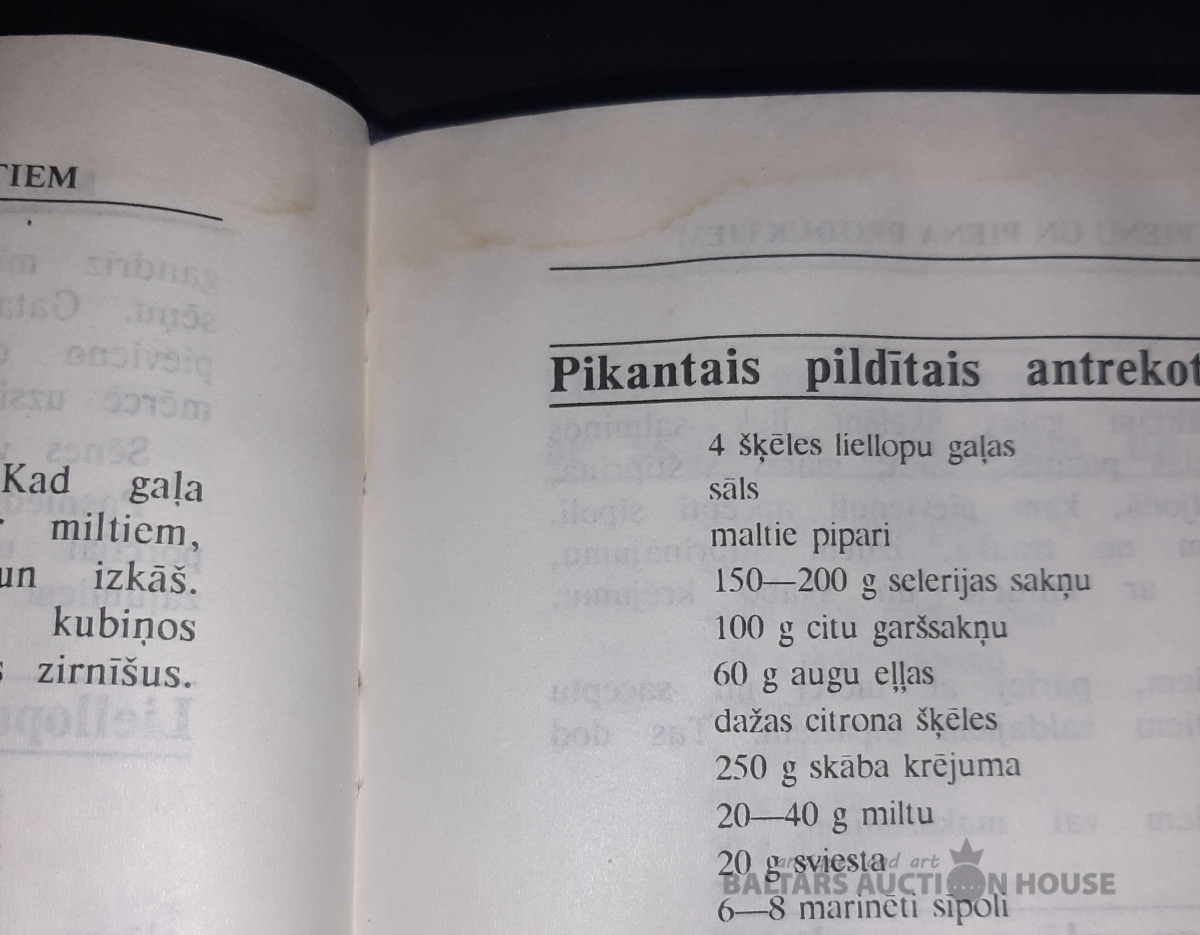 TIEM
Kad gaļa
miltiem,
un izkāš.
kubiņos
zirnīšus.
Pikantais pildītais antrekot
4 šķēles liellopu gaļas
sāls
maltie pipari
150—200 g selerijas sakņu
100 g citu garšsakņu
60 g augu eļļas
dažas citrona šķēles
250 g skāba krējuma
20—40 g miltu
20 g sviesta
6—8 marinēti sīpoli
and art
BALTARS AUCTION HOUSE